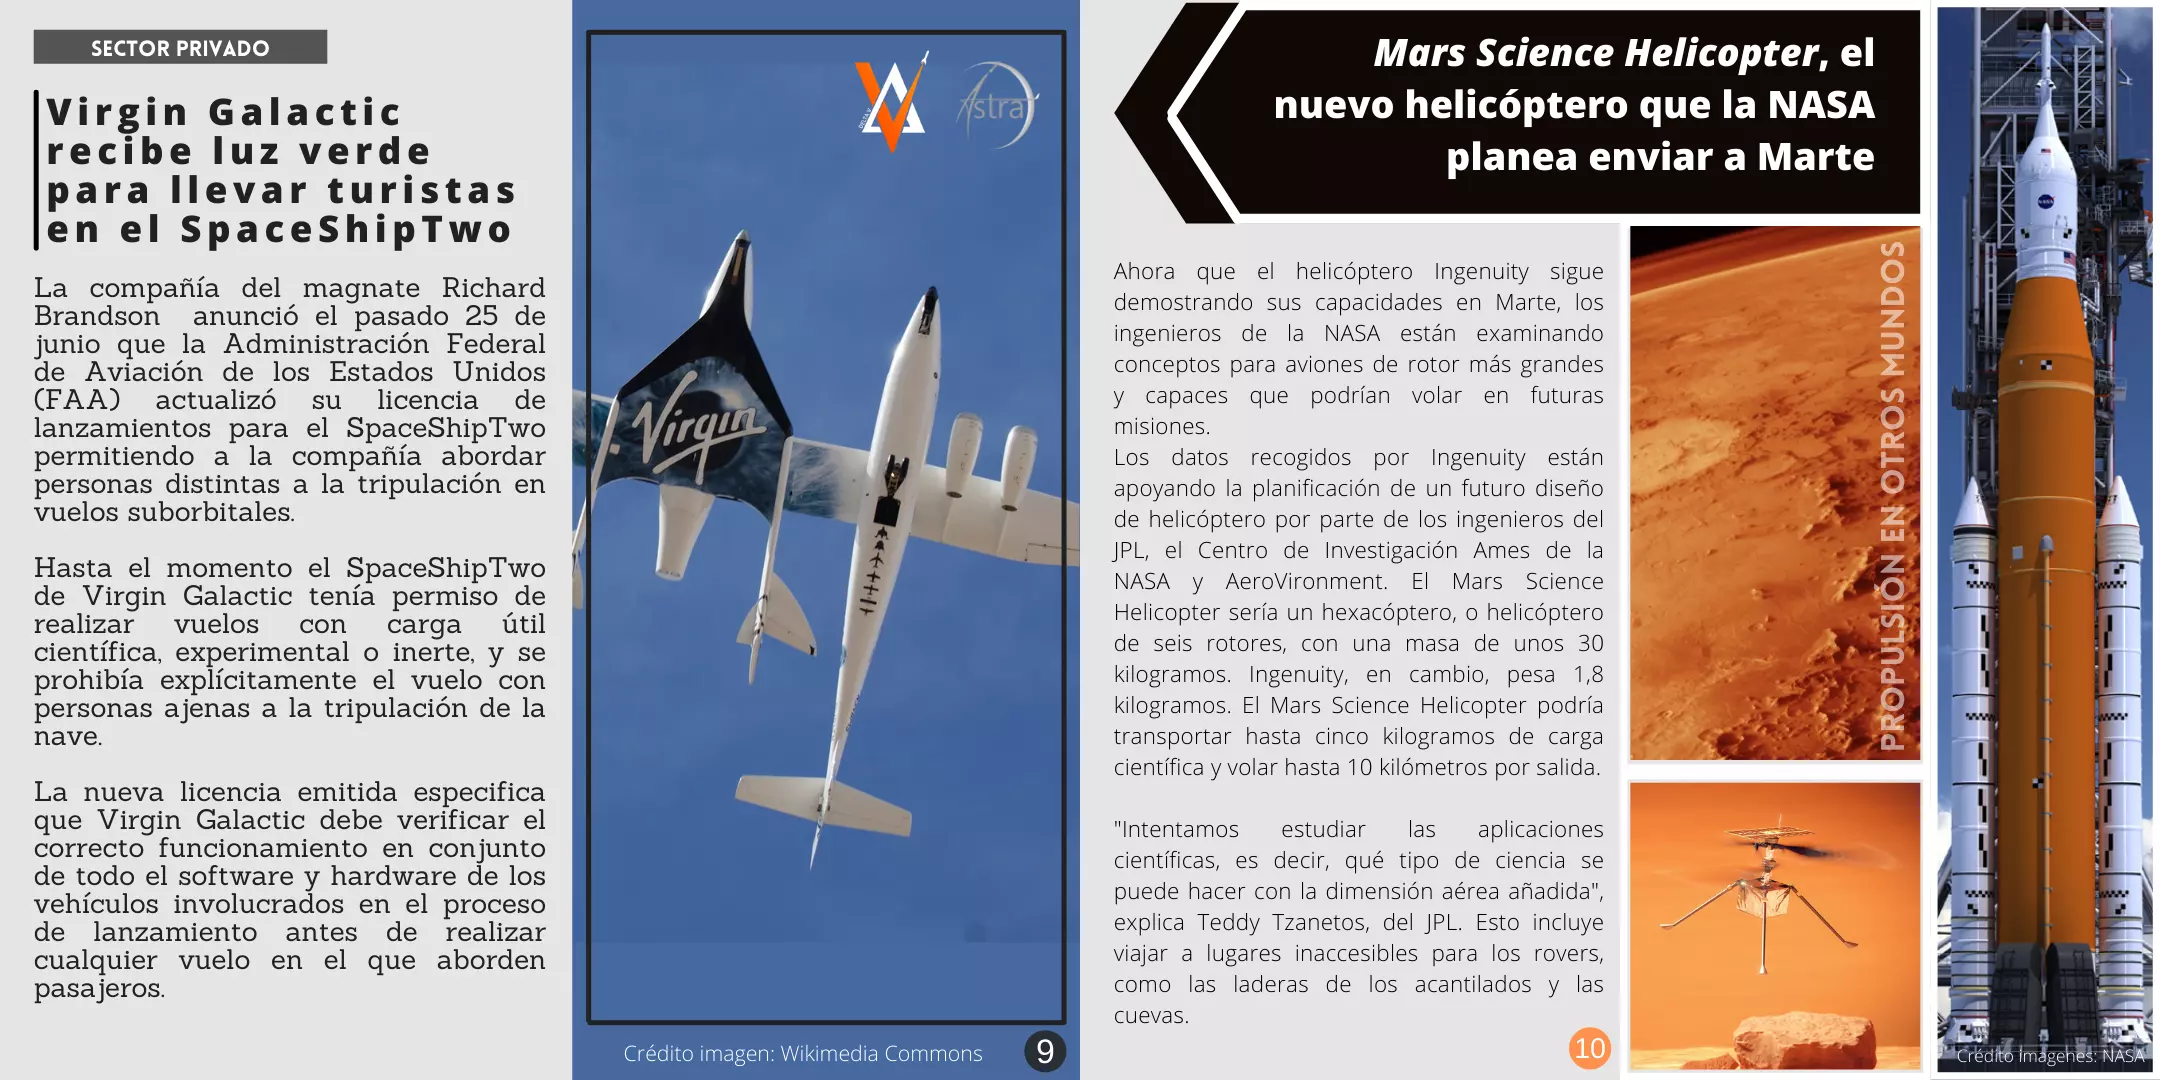 SECTOR PRIVADO
Virgin Galactic
recibe luz verde
para llevar turistas
en el SpaceShipTwo
La compañía del magnate Richard
Brandson anunció el pasado 25 de
junio que la Administración Federal
de Aviación de los Estados Unidos
(FAA) actualizó su licencia de
lanzamientos para el SpaceShipTwo
permitiendo a la compañía abordar
personas distintas a la tripulación en
vuelos suborbitales.
Hasta el momento el SpaceShipTwo
de Virgin Galactic tenía permiso de
realizar vuelos con carga útil
científica, experimental o inerte, y se
prohibía explícitamente el vuelo con
personas ajenas a la tripulación de la
nave.
La nueva licencia emitida especifica
que Virgin Galactic debe verificar el
correcto funcionamiento en conjunto
de todo el software y hardware de los
vehículos involucrados en el proceso
de lanzamiento antes de realizar
cualquier vuelo en el que aborden
pasajeros.
DELTA V
Astra
Virgin
Crédito imagen: Wikimedia Commons
9
Mars Science Helicopter, el
nuevo helicóptero que la NASA
planea enviar a Marte
Ahora que el helicóptero Ingenuity sigue
demostrando sus capacidades en Marte, los
ingenieros de la NASA están examinando
conceptos para aviones de rotor más grandes
y capaces que podrían volar en futuras
misiones.
Los datos recogidos por Ingenuity están
apoyando la planificación de un futuro diseño
de helicóptero por parte de los ingenieros del
JPL, el Centro de Investigación Ames de la
NASA y AeroVironment. El Mars Science
Helicopter sería un hexacóptero, o helicóptero
de seis rotores, con una masa de unos 30
kilogramos. Ingenuity, en cambio, pesa 1,8
kilogramos. El Mars Science Helicopter podría
transportar hasta cinco kilogramos de carga
científica y volar hasta 10 kilómetros por salida.
"Intentamos estudiar las aplicaciones
científicas, es decir, qué tipo de ciencia se
puede hacer con la dimensión aérea añadida",
explica Teddy Tzanetos, del JPL. Esto incluye
viajar a lugares inaccesibles para los rovers,
como las laderas de los acantilados y las
cuevas.
10
PROPULSIÓN EN OTROS MUNDOS
NASA
Crédito imagenes: NASA